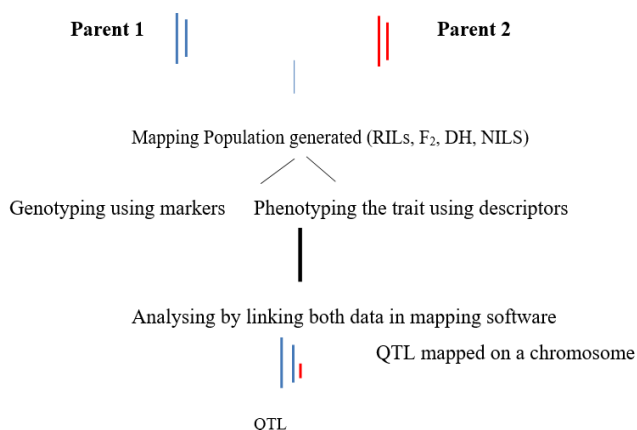 Parent 1 Parent 2
Mapping Population generated (RILs, F₂, DH, NILS)
Genotyping using markers Phenotyping the trait using descriptors
Analysing by linking both data in mapping software
QTL mapped on a chromosome
QTL